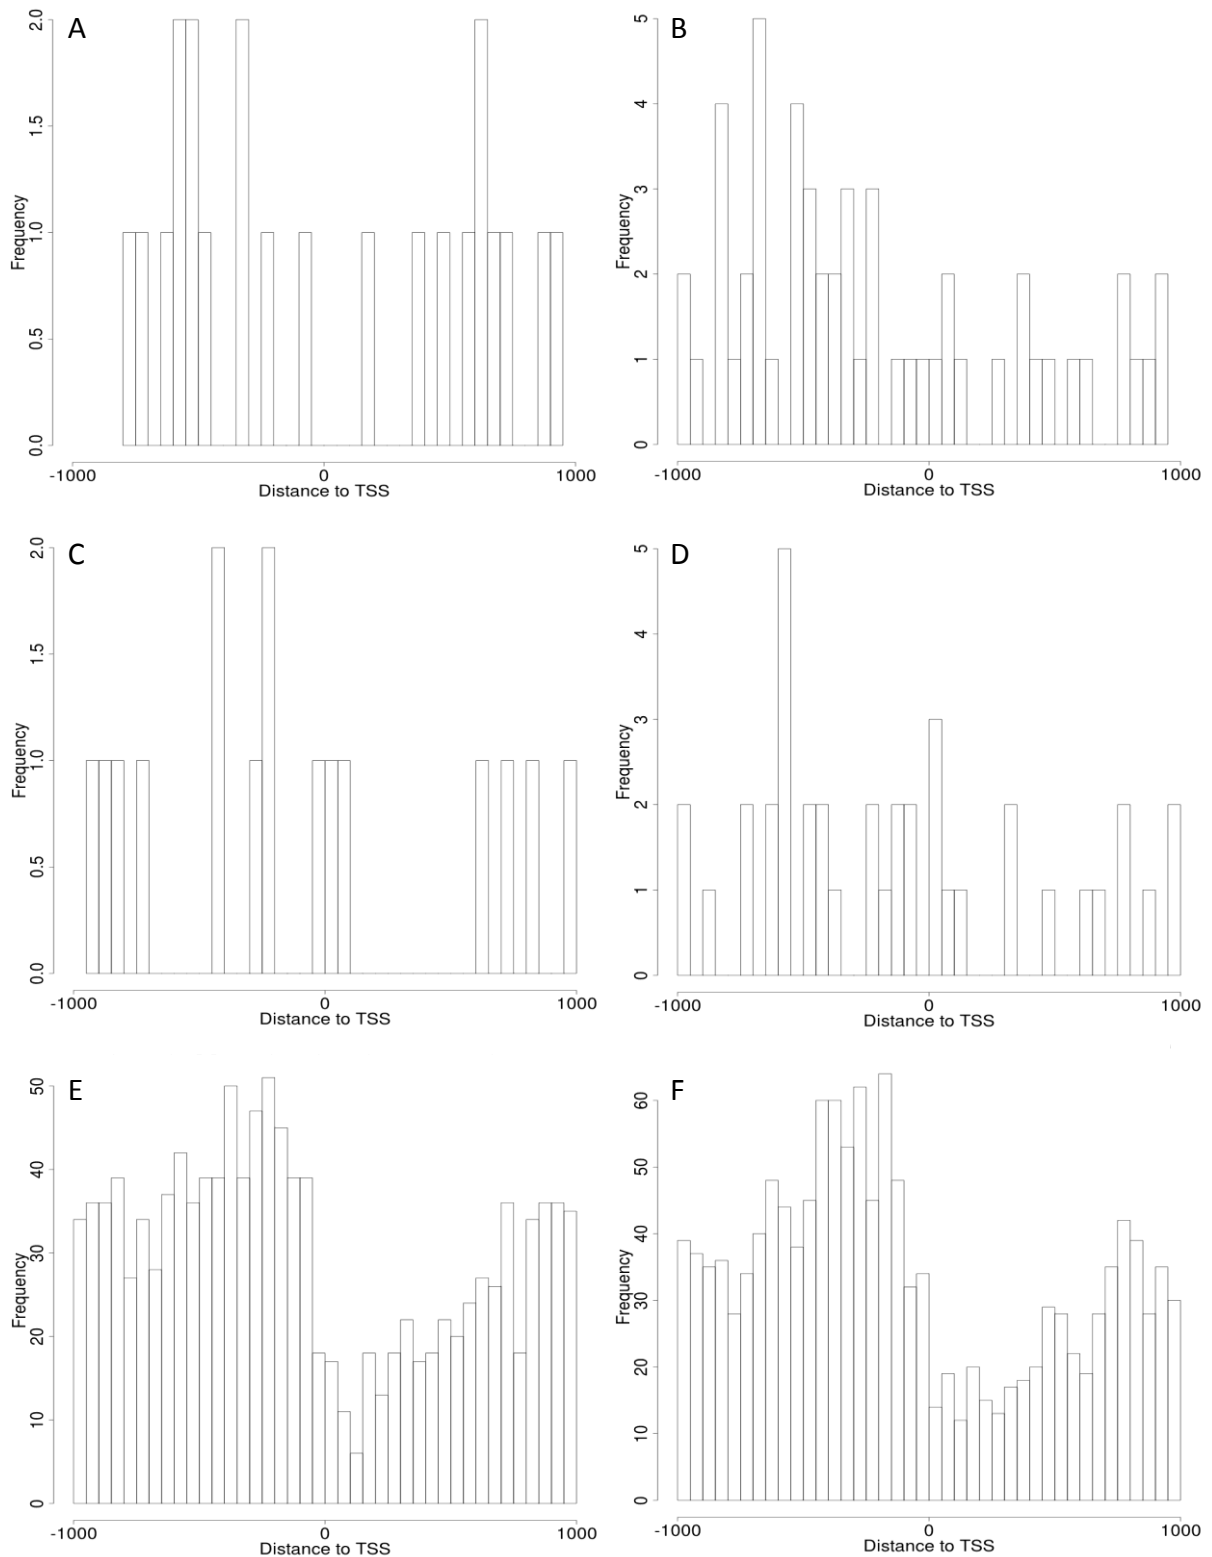 A
Frequency
0.0 0.5 1.0 1.5 2.0
-1000 0 1000
Distance to TSS
B
Frequency
0 1 2 3 4 5
-1000 0 1000
Distance to TSS
C
Frequency
0.0 0.5 1.0 1.5 2.0
-1000 0 1000
Distance to TSS
D
Frequency
0 1 2 3 4 5
-1000 0 1000
Distance to TSS
E
Frequency
0 10 20 30 40 50
-1000 0 1000
Distance to TSS
F
Frequency
0 10 20 30 40 50 60
-1000 0 1000
Distance to TSS